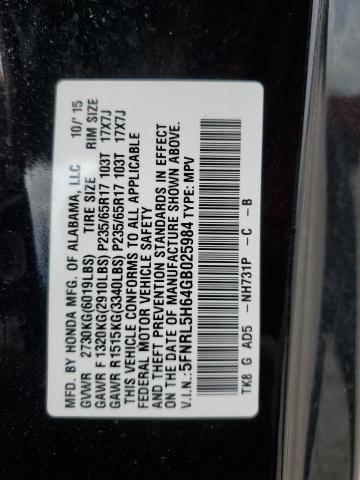 MFD. BY HONDA MFG. OF ALABAMA, LLC 10/'15
GVWR 2730KG(6019LBS) TIRE SIZE RIM SIZE
GAWR F 1320KG(2910LBS) P235/65R17 103T 17X7J
GAWR R 1515KG(3340LBS) P235/65R17 103T 17X7J
THIS VEHICLE CONFORMS TO ALL APPLICABLE
FEDERAL MOTOR VEHICLE SAFETY
AND THEFT PREVENTION STANDARDS IN EFFECT
ON THE DATE OF MANUFACTURE SHOWN ABOVE.
V.I.N.: 5FNRL5H64GB025984 TYPE: MPV
TK8 G AD5 -NH731P -C -B